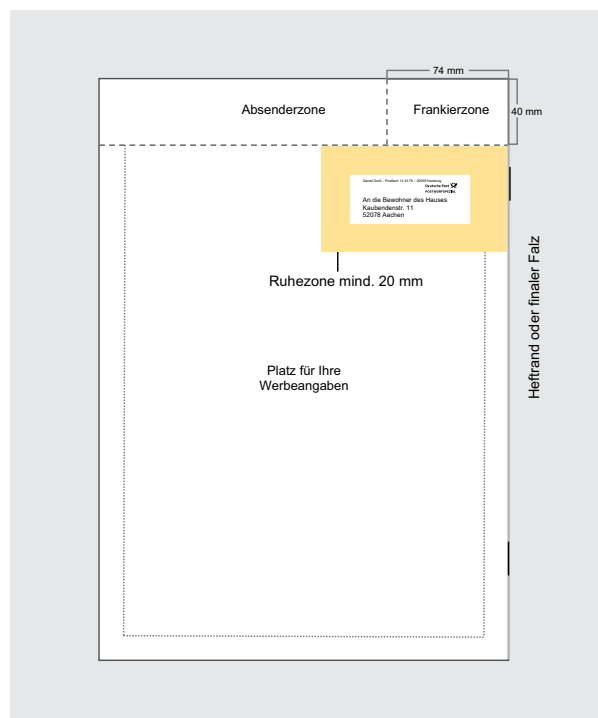 74 mm
Absenderzone
Frankierzone
40 mm
Deutsche Post
POSTWURFSPEZIAL
An die Bewohner des Hauses
Kaubendenstr. 11
52078 Aachen
Ruhezone mind. 20 mm
Heftrand oder finaler Falz
Platz für Ihre
Werbeangaben